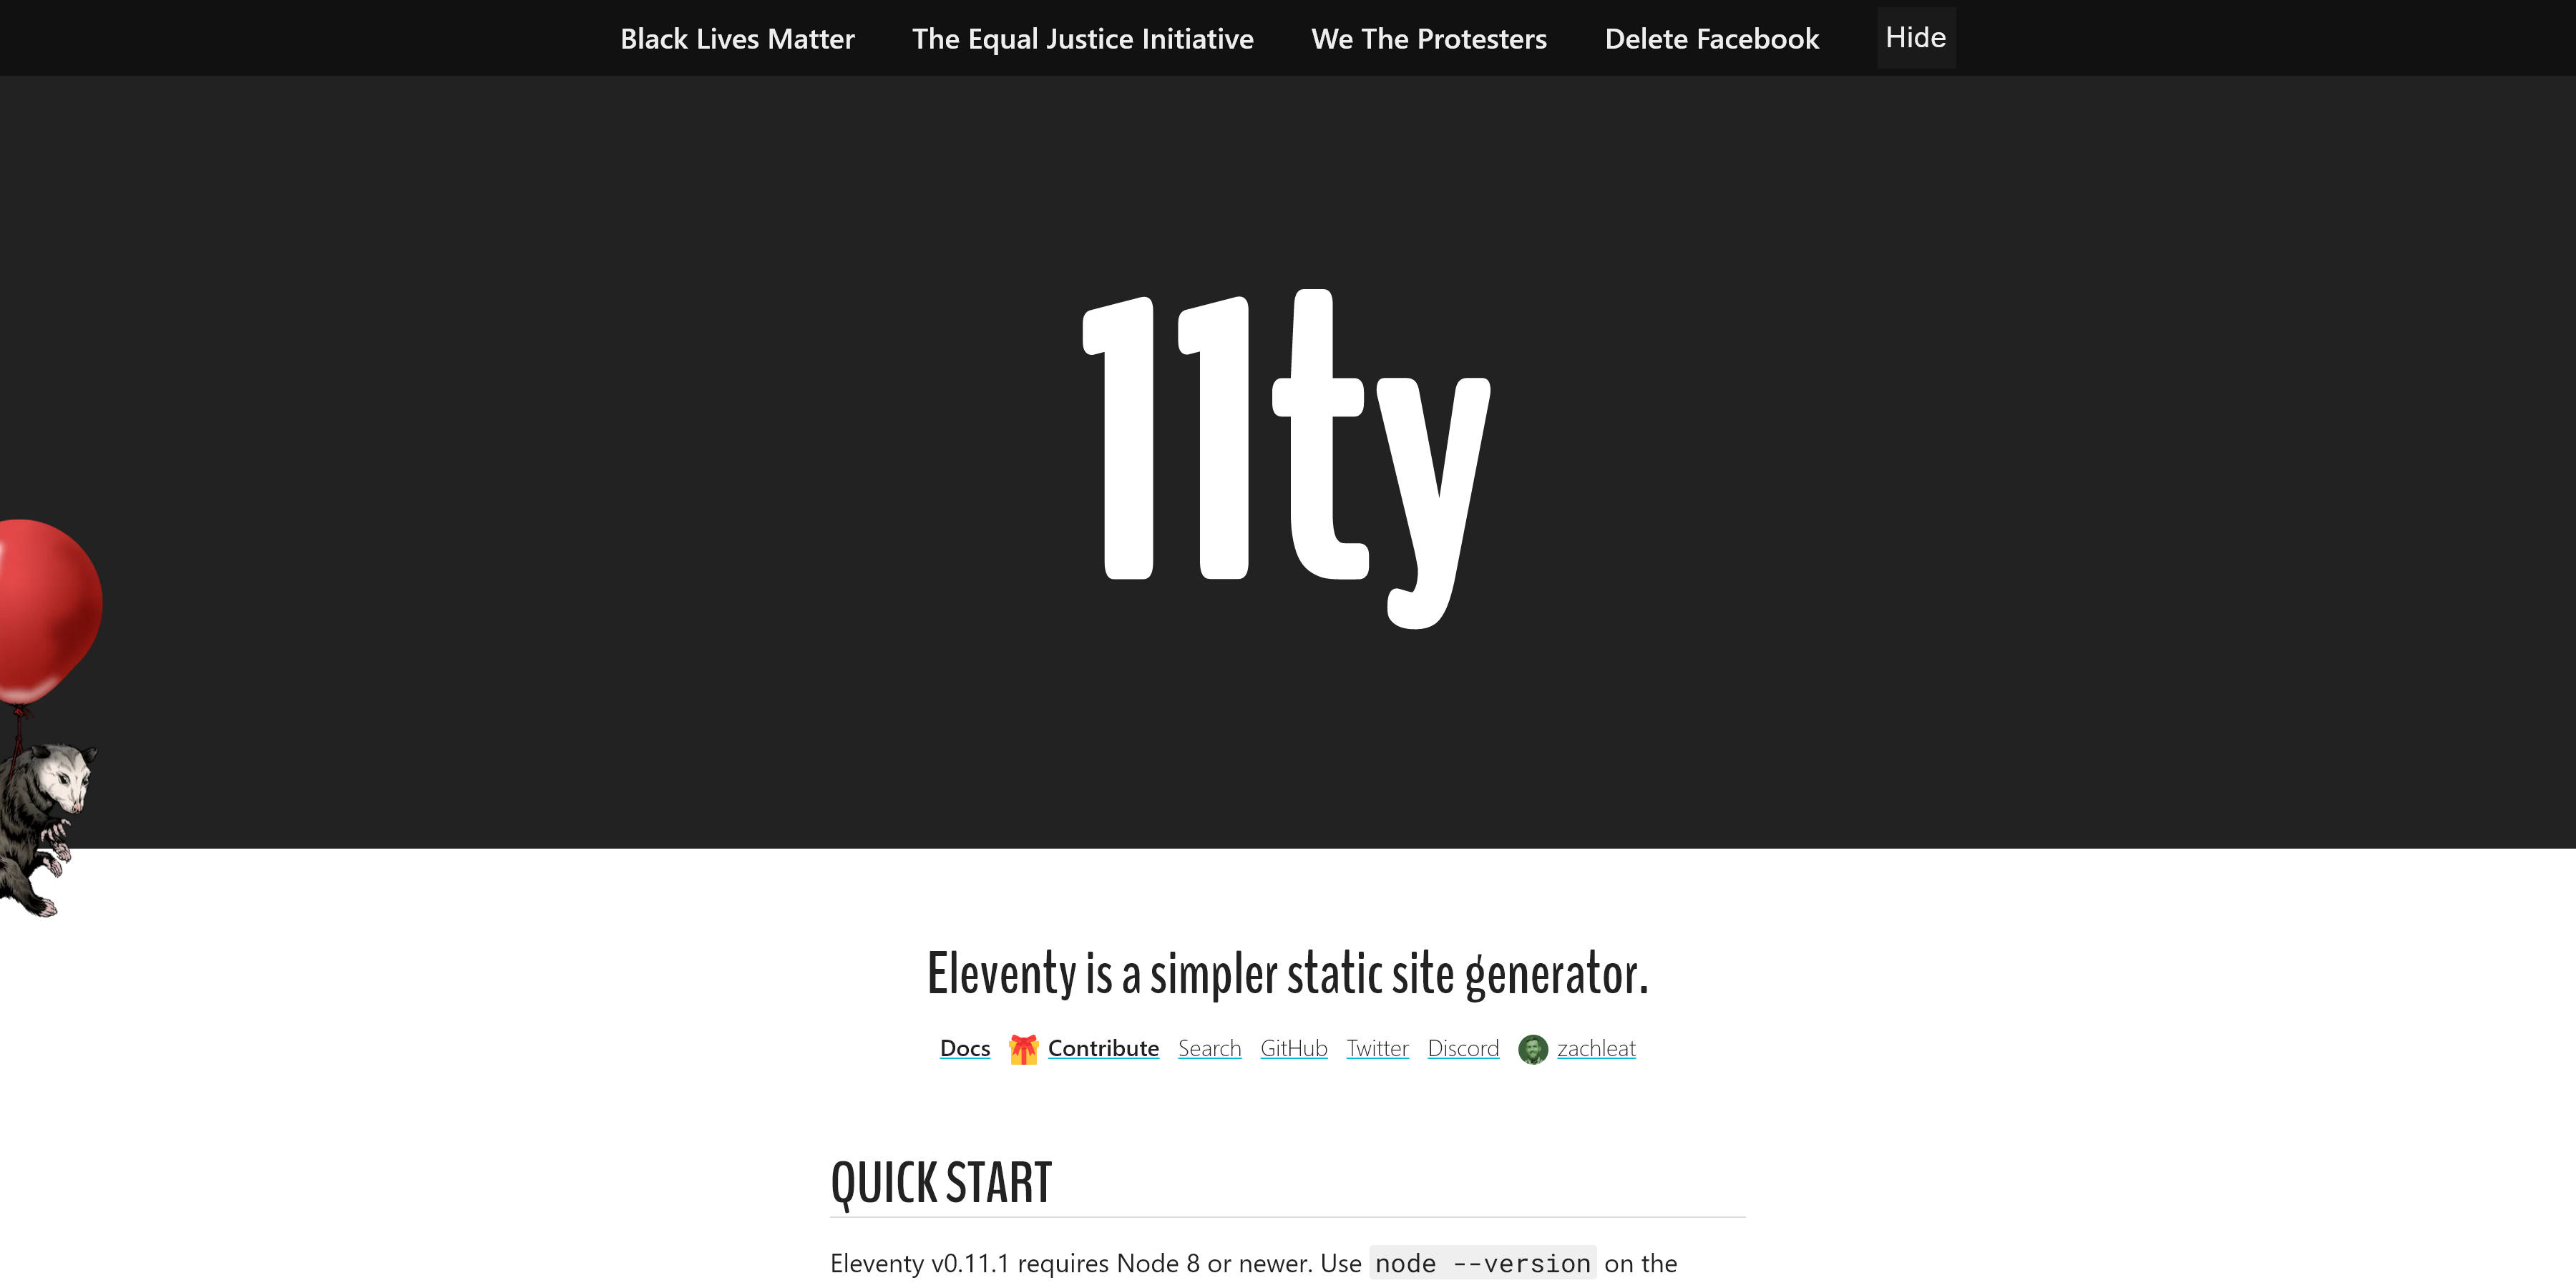 Black Lives Matter The Equal Justice Initiative We The Protesters Delete Facebook Hide
11ty
Eleventy is a simpler static site generator.
Docs Contribute Search GitHub Twitter Discord zachleat
QUICK START
Eleventy v0.11.1 requires Node 8 or newer. Use node --version on the